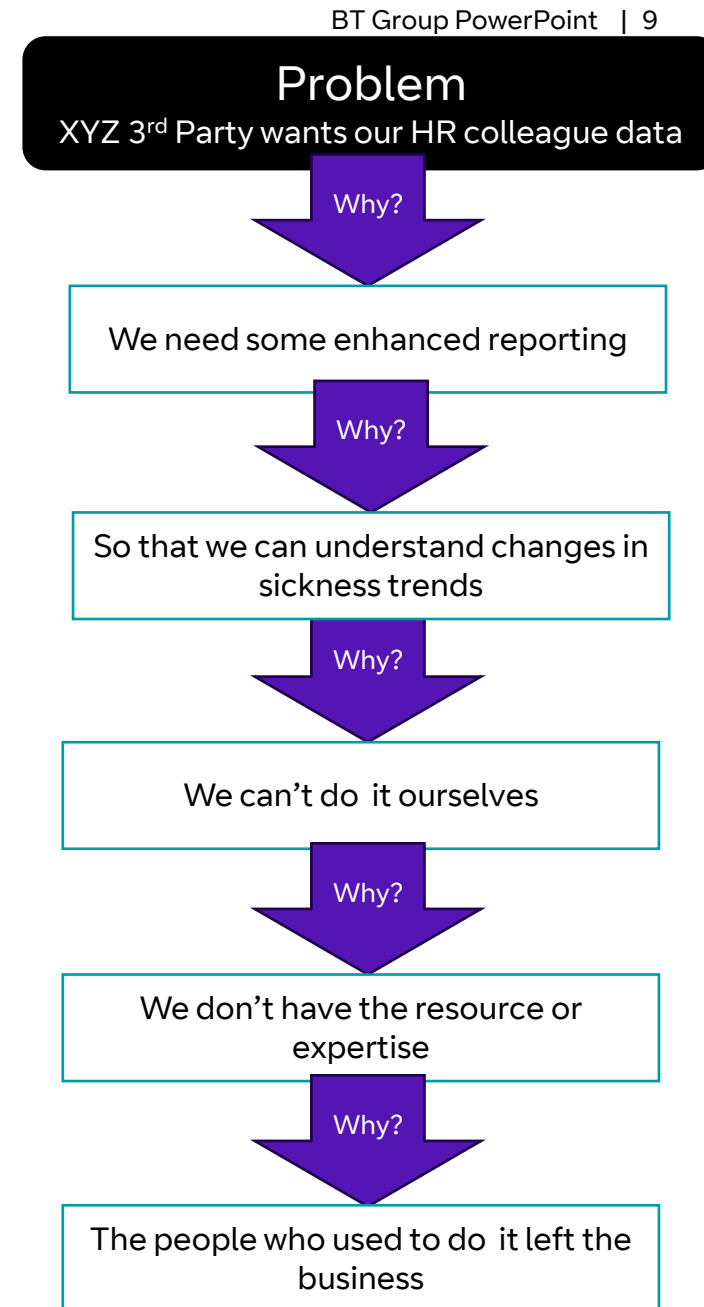 BT Group PowerPoint | 9
Problem
XYZ 3rd Party wants our HR colleague data
Why?
We need some enhanced reporting
Why?
So that we can understand changes in
sickness trends
Why?
We can’t do it ourselves
Why?
We don’t have the resource or
expertise
Why?
The people who used to do it left the
business